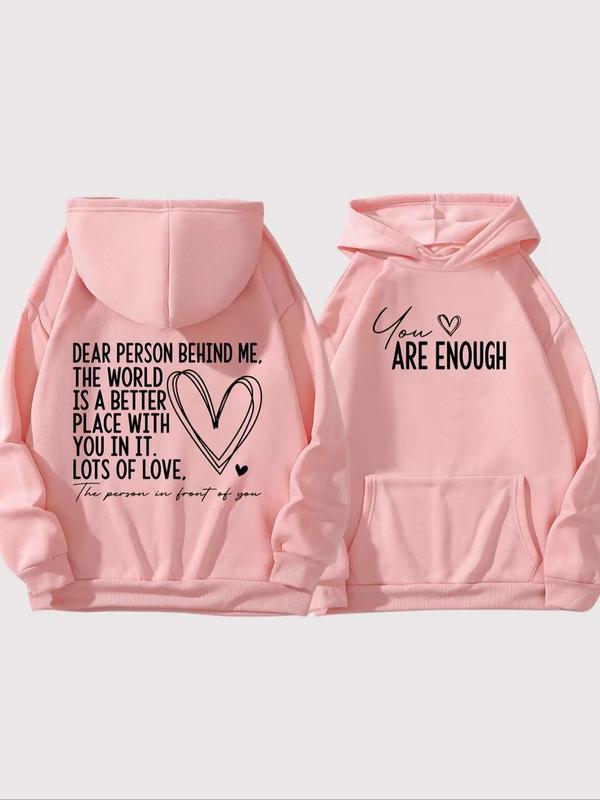 DEAR PERSON BEHIND ME,
THE WORLD
IS A BETTER
PLACE WITH
YOU IN IT.
LOTS OF LOVE,
The person in front of you
You
ARE ENOUGH